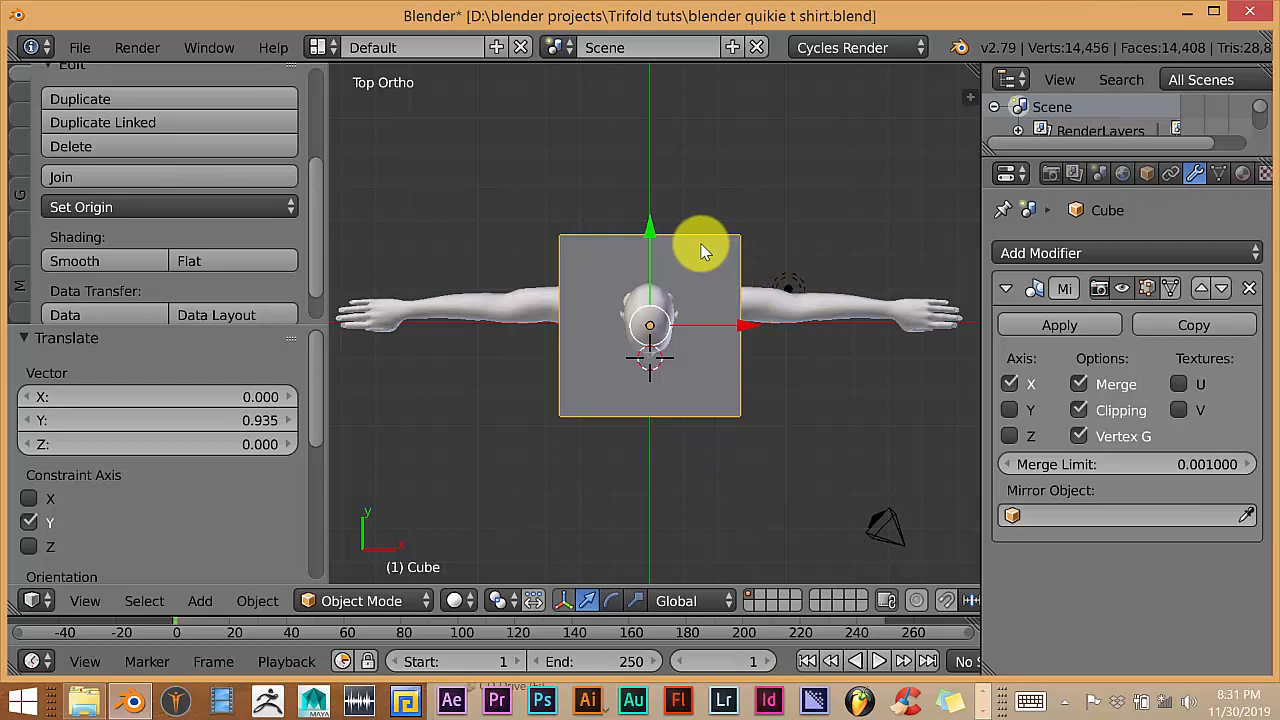 Blender* [D:\blender projects\Trifold tuts\blender quikie t shirt.blend]
File Render Window Help Default Scene Cycles Render v2.79 | Verts:14,456 | Faces:14,408 | Tris:28,8
Edit
Duplicate
Duplicate Linked
Delete
Join
Set Origin
Shading:
Smooth Flat
Data Transfer:
Data Data Layout
G
M
Translate
Vector
X: 0.000
Y: 0.935
Z: 0.000
Constraint Axis
X
Y
Z
Orientation
Top Ortho
y
x
(1) Cube
View Search All Scenes
Scene
RenderLayers
Cube
Add Modifier
Mi
Apply Copy
Axis: Options: Textures:
X Merge U
Y Clipping V
Z Vertex G
Merge Limit: 0.001000
Mirror Object:
View Select Add Object Object Mode Global
-40 -20 0 20 40 60 80 100 120 140 160 180 200 220 240 260
View Marker Frame Playback Start: 1 End: 250 1 No S
MAYA Ae Pr Ps Ai Au Fl Lr Id
8:31 PM
11/30/2019